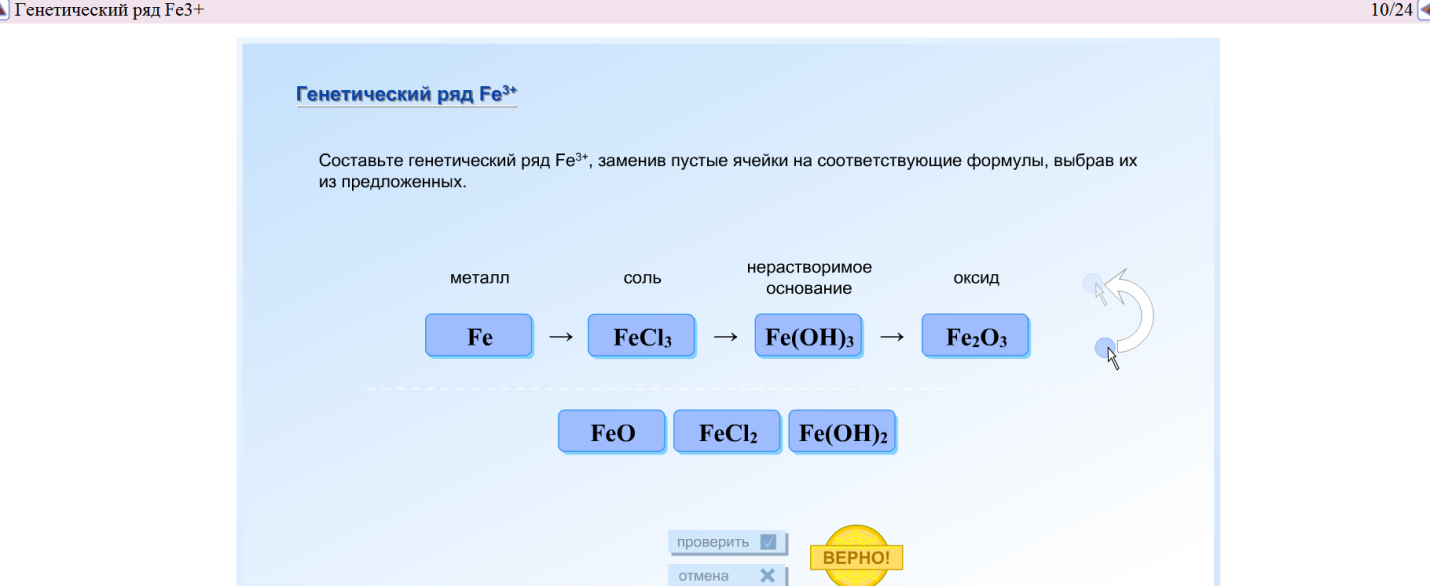 Генетический ряд Fe3+ 10/24
Генетический ряд Fe³⁺
Составьте генетический ряд Fe³⁺, заменив пустые ячейки на соответствующие формулы, выбрав их
из предложенных.
металл соль нерастворимое основание оксид
Fe → FeCl₃ → Fe(OH)₃ → Fe₂O₃
FeO FeCl₂ Fe(OH)₂
проверить
ВЕРНО!
отмена